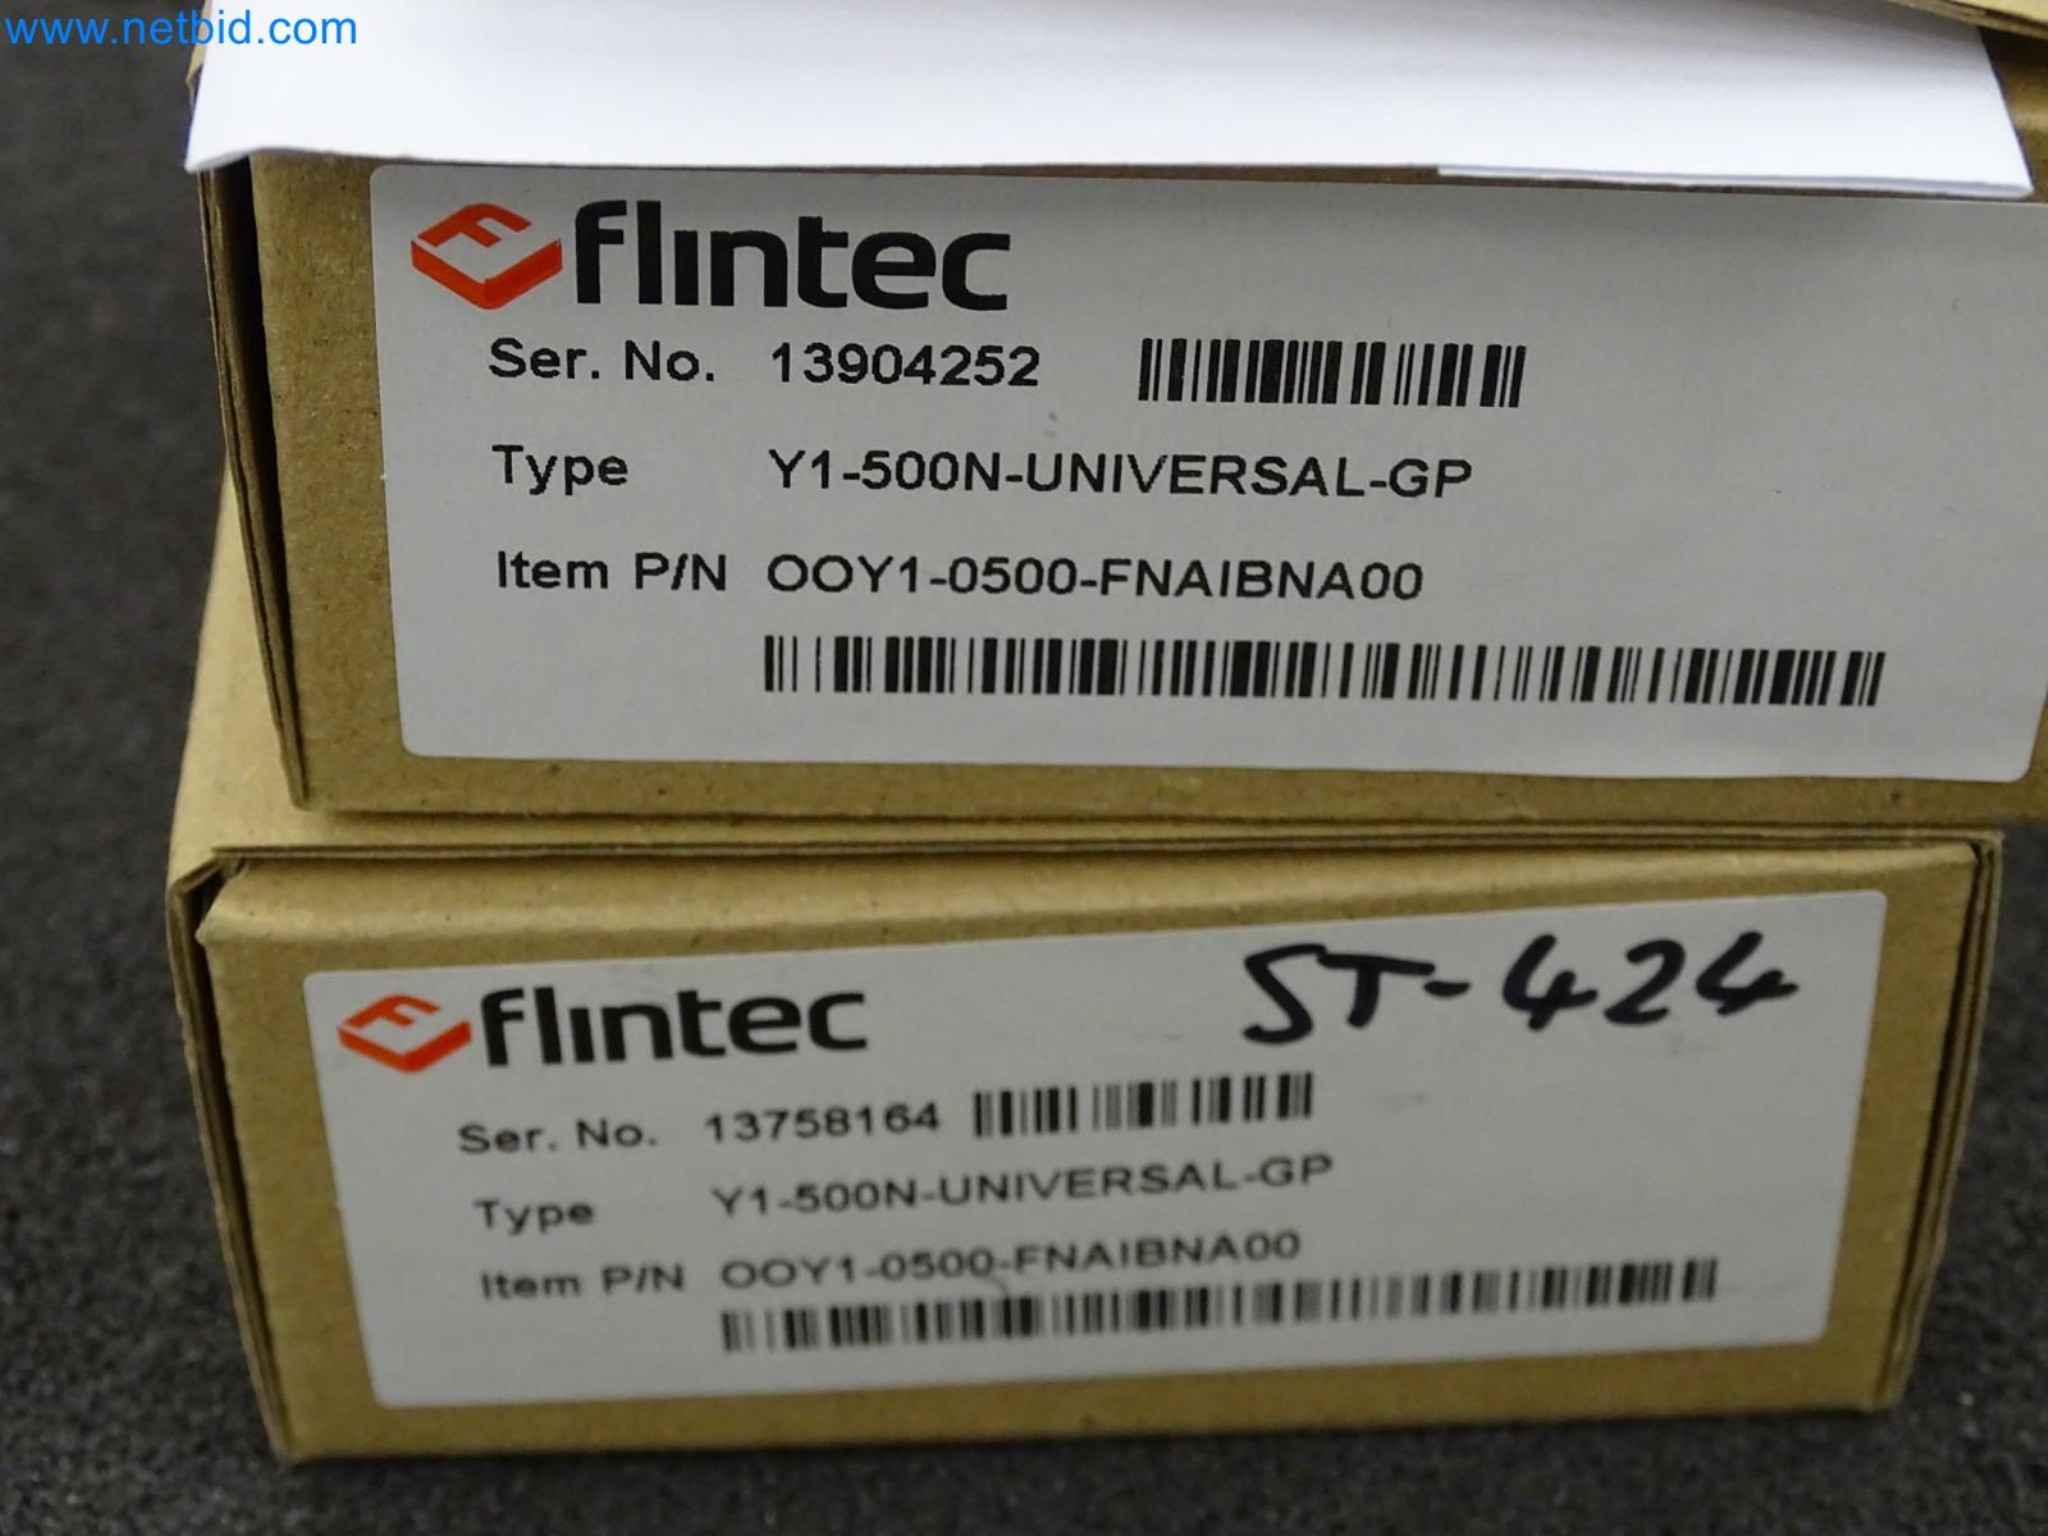 www.netbid.com
flintec
Ser. No. 13904252
Type Y1-500N-UNIVERSAL-GP
Item P/N OOY1-0500-FNAIBNA00
flintec ST-424
Ser. No. 13758164
Type Y1-500N-UNIVERSAL-GP
Item P/N OOY1-0500-FNAIBNA00